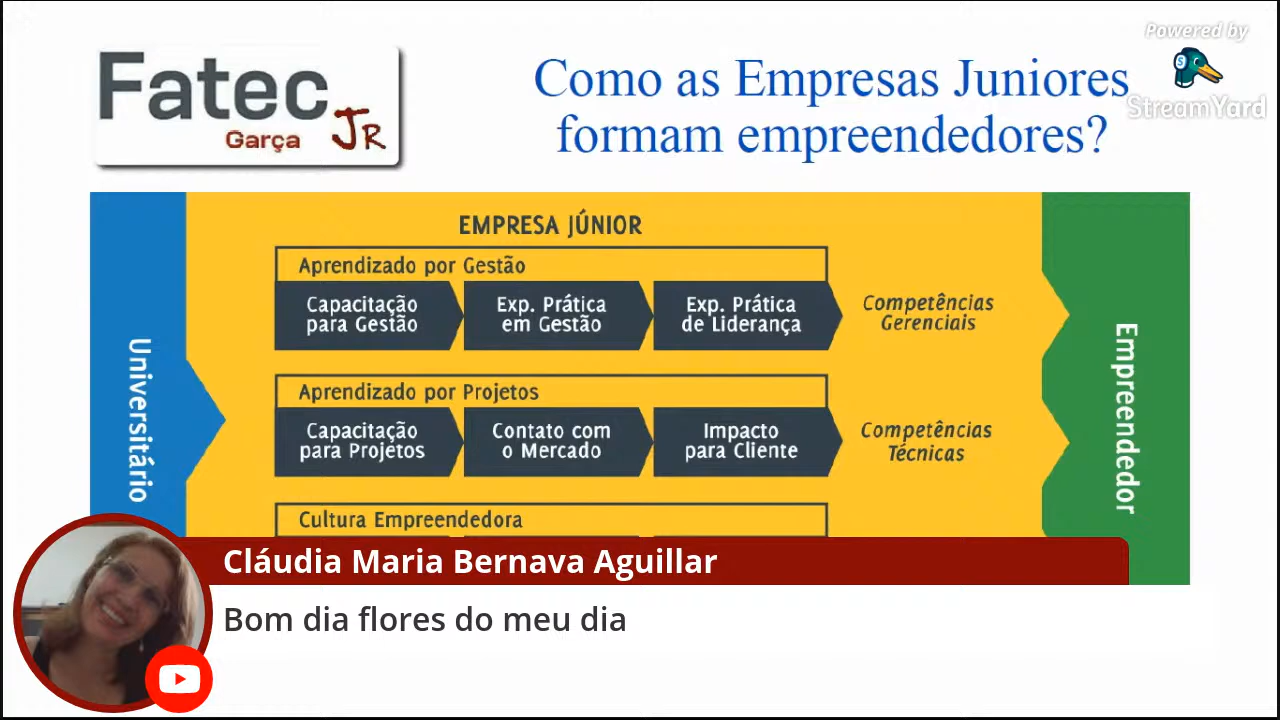 Powered by
StreamYard
Fatec
Garça JR
Como as Empresas Juniores
formam empreendedores?
EMPRESA JÚNIOR
Aprendizado por Gestão
Capacitação
para Gestão
Exp. Prática
em Gestão
Exp. Prática
de Liderança
Competências
Gerenciais
Universitário
Empreendedor
Aprendizado por Projetos
Capacitação
para Projetos
Contato com
o Mercado
Impacto
para Cliente
Competências
Técnicas
Cultura Empreendedora
Cláudia Maria Bernava Aguillar
Bom dia flores do meu dia